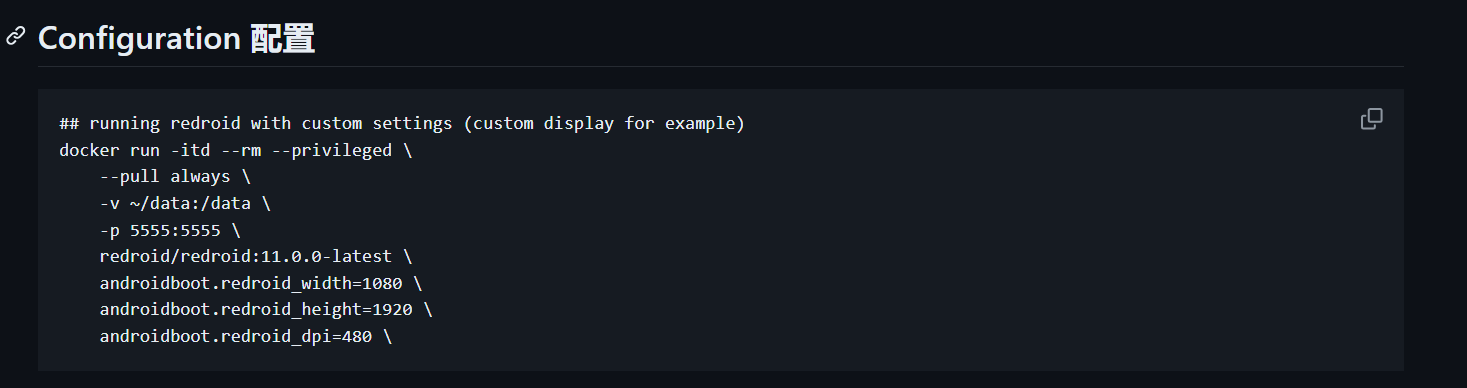 Configuration 配置
## running redroid with custom settings (custom display for example)
docker run -itd --rm --privileged \
    --pull always \
    -v ~/data:/data \
    -p 5555:5555 \
    redroid/redroid:11.0.0-latest \
    androidboot.redroid_width=1080 \
    androidboot.redroid_height=1920 \
    androidboot.redroid_dpi=480 \